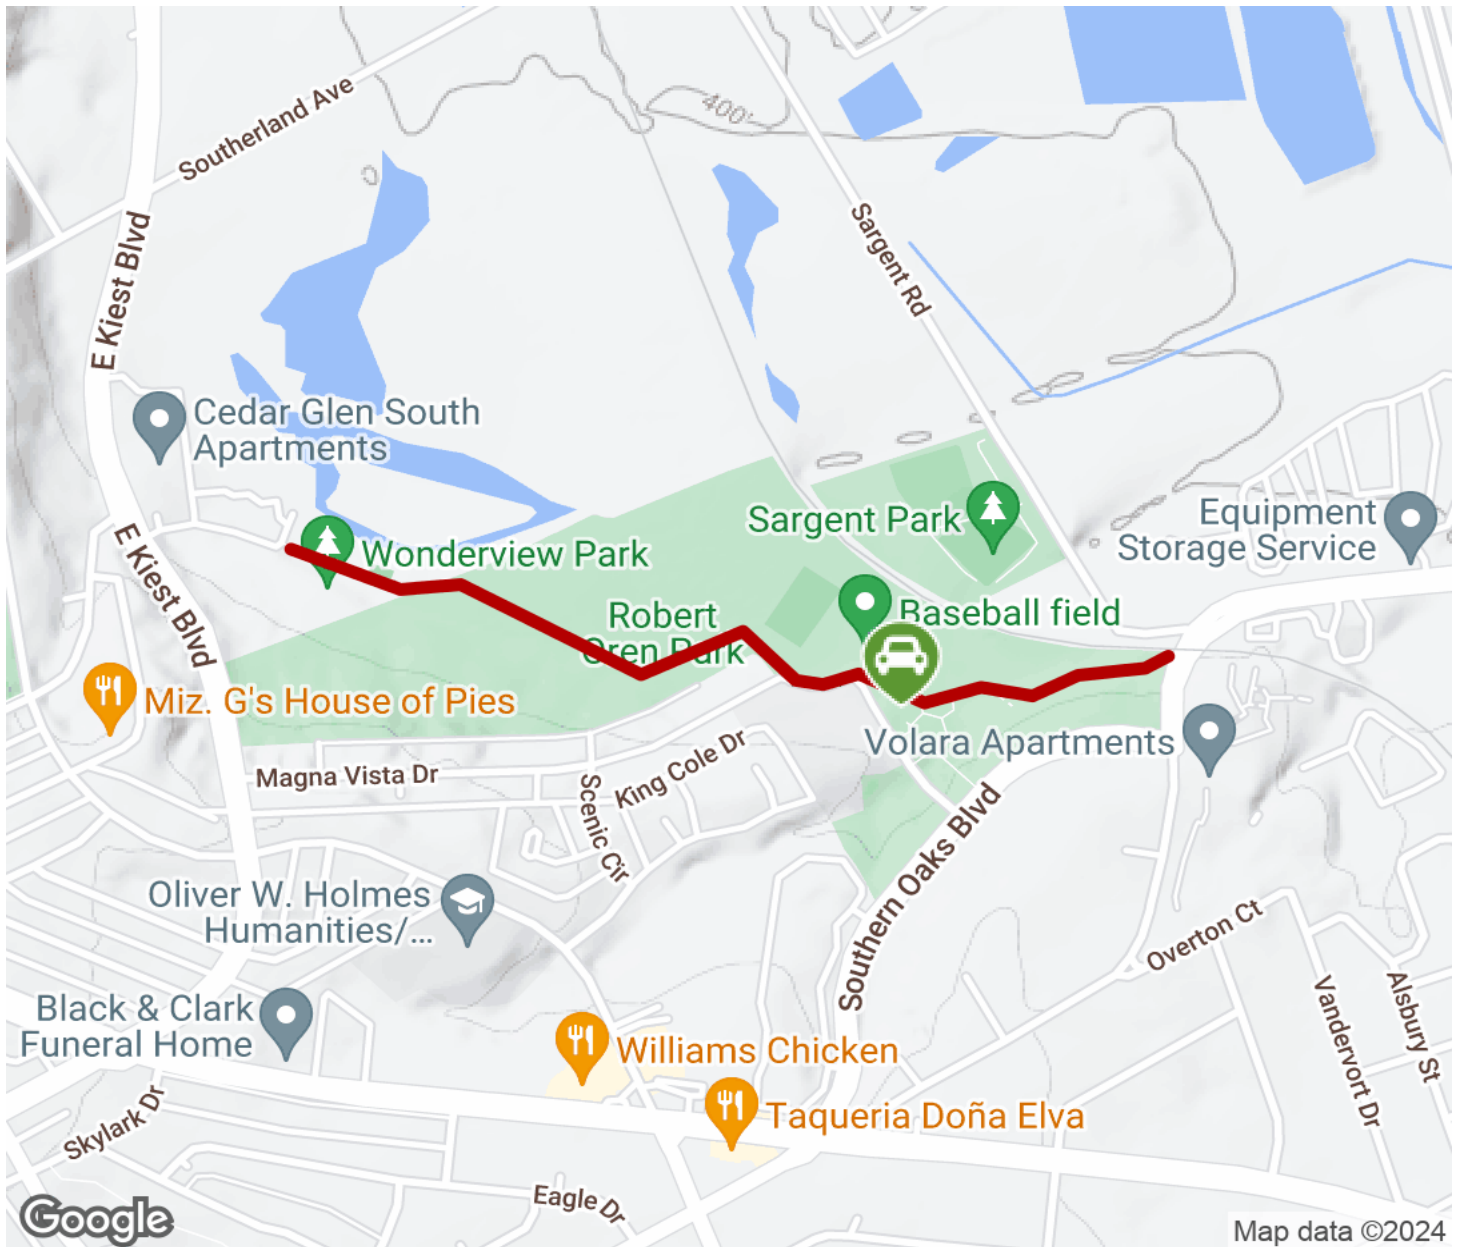 Southerland Ave
400'
Sargent Rd
E Kiest Blvd
Cedar Glen South
Apartments
Sargent Park
Equipment
Storage Service
E Kiest Blvd
Wonderview Park
Robert
Oren Park
Baseball field
Miz. G's House of Pies
Volara Apartments
Magna Vista Dr
King Cole Dr
Scenic Cir
Southern Oaks Blvd
Oliver W. Holmes
Humanities/...
Overton Ct
Black & Clark
Funeral Home
Vandervort Dr
Alsbury St
Williams Chicken
Taqueria Doña Elva
Skylark Dr
Eagle Dr
Google
Map data ©2024